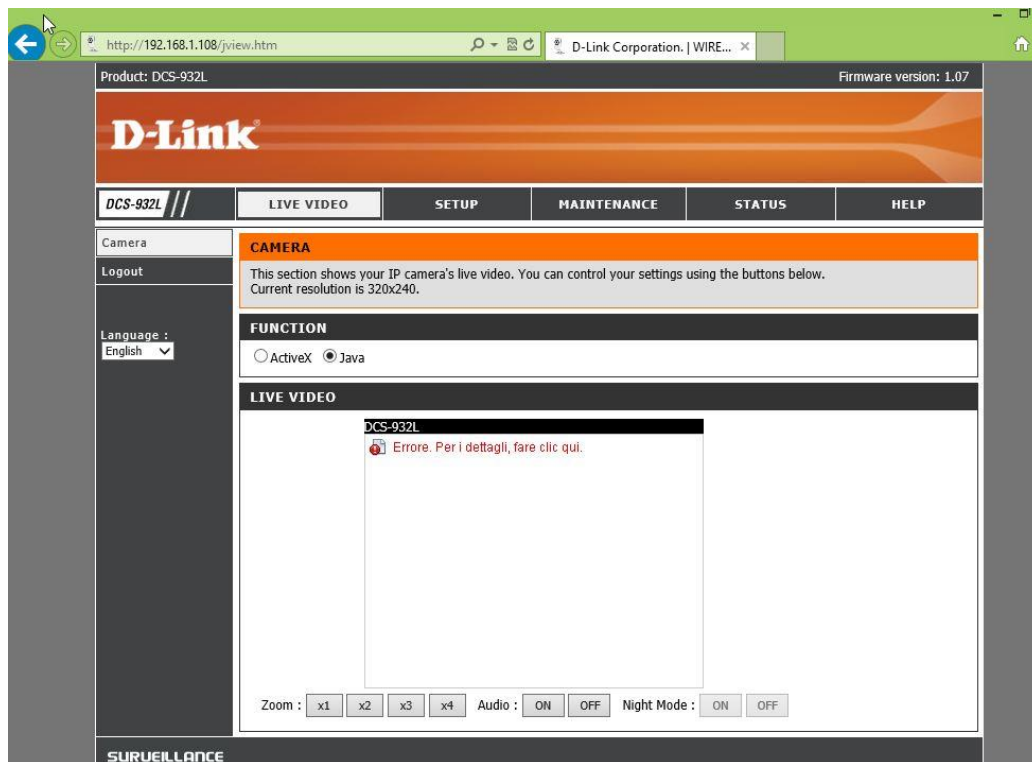 http://192.168.1.108/jview.htm
D-Link Corporation. | WIRE...
Product: DCS-932L
Firmware version: 1.07
D-Link
DCS-932L
LIVE VIDEO
SETUP
MAINTENANCE
STATUS
HELP
Camera
Logout
Language :
English
CAMERA
This section shows your IP camera's live video. You can control your settings using the buttons below.
Current resolution is 320x240.
FUNCTION
ActiveX Java
LIVE VIDEO
DCS-932L
Errore. Per i dettagli, fare clic qui.
Zoom : x1 x2 x3 x4 Audio : ON OFF Night Mode : ON OFF
SURVEILLANCE